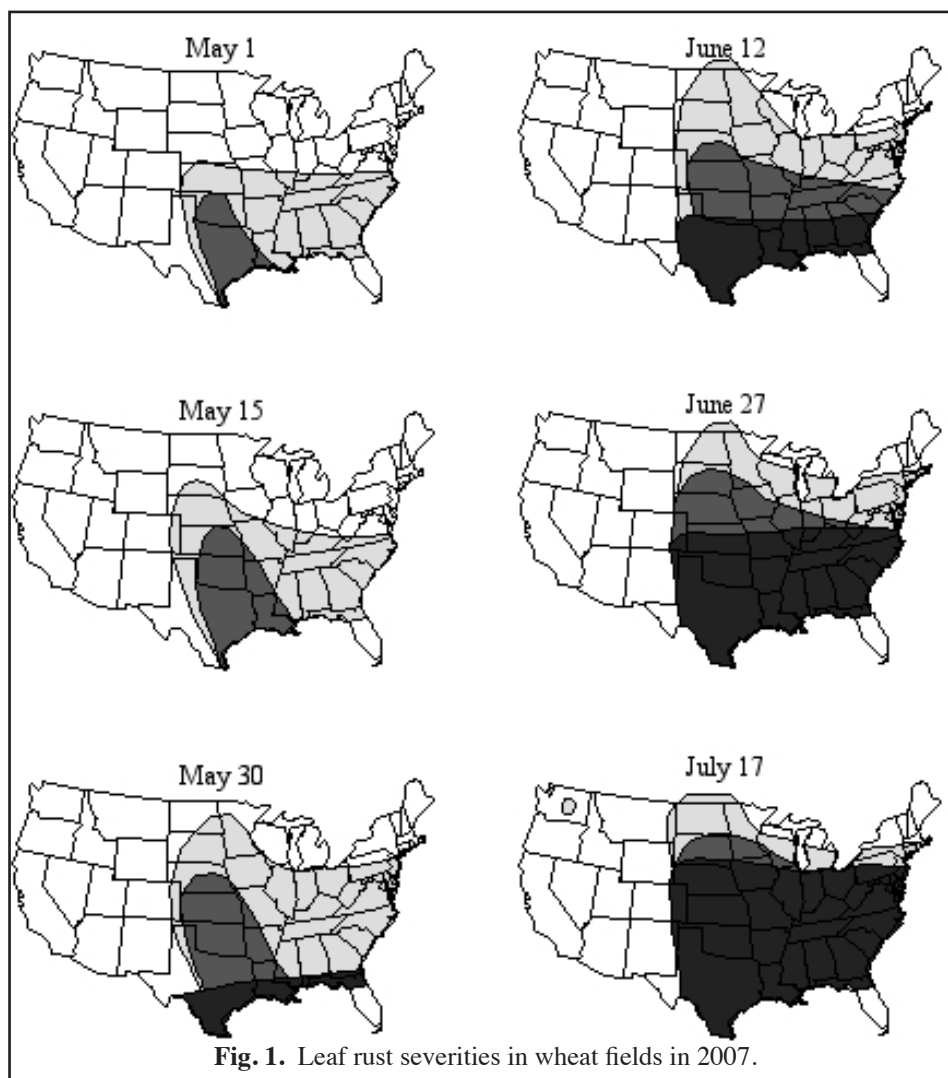 May 1
June 12
May 15
June 27
May 30
July 17
Fig. 1. Leaf rust severities in wheat fields in 2007.